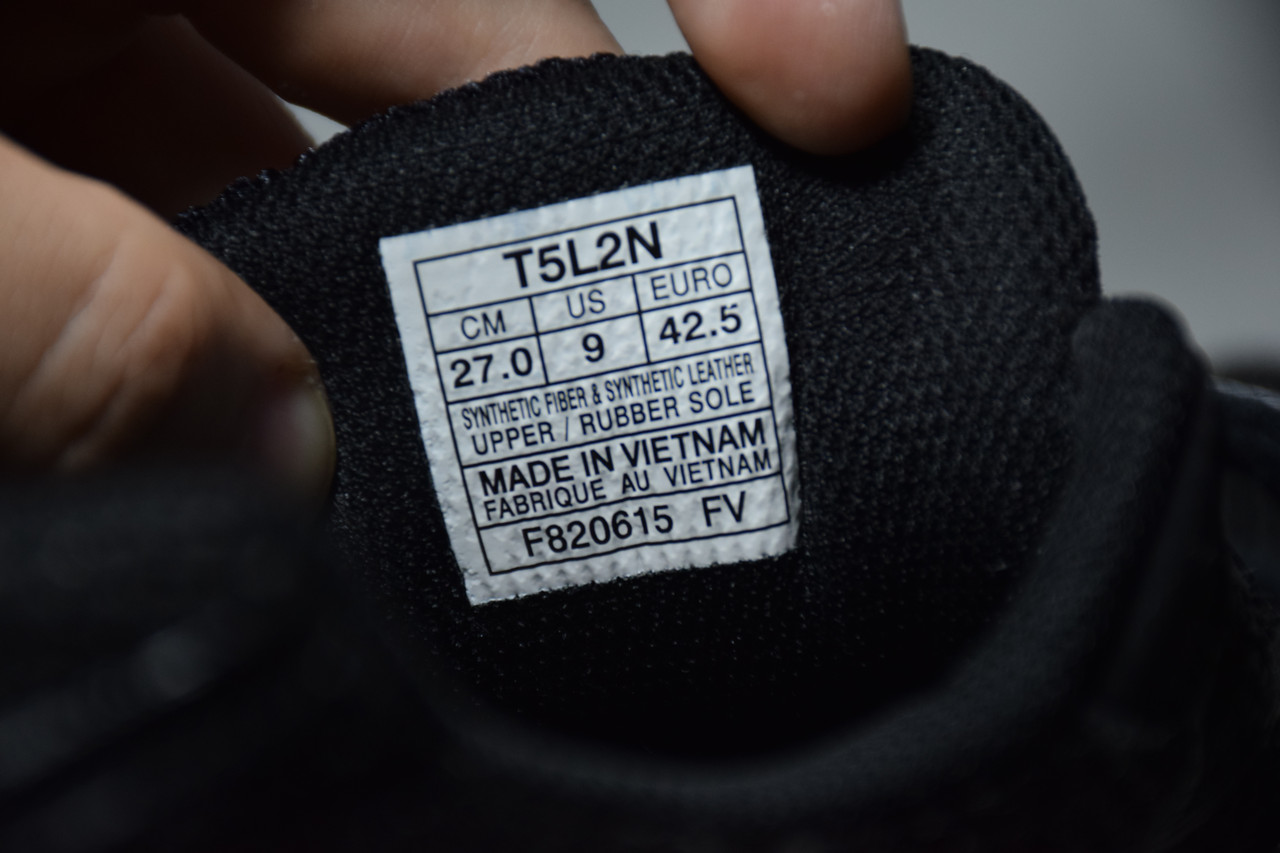 T5L2N
CM US EURO
27.0 9 42.5
SYNTHETIC FIBER & SYNTHETIC LEATHER
UPPER / RUBBER SOLE
MADE IN VIETNAM
FABRIQUE AU VIETNAM
F820615 FV